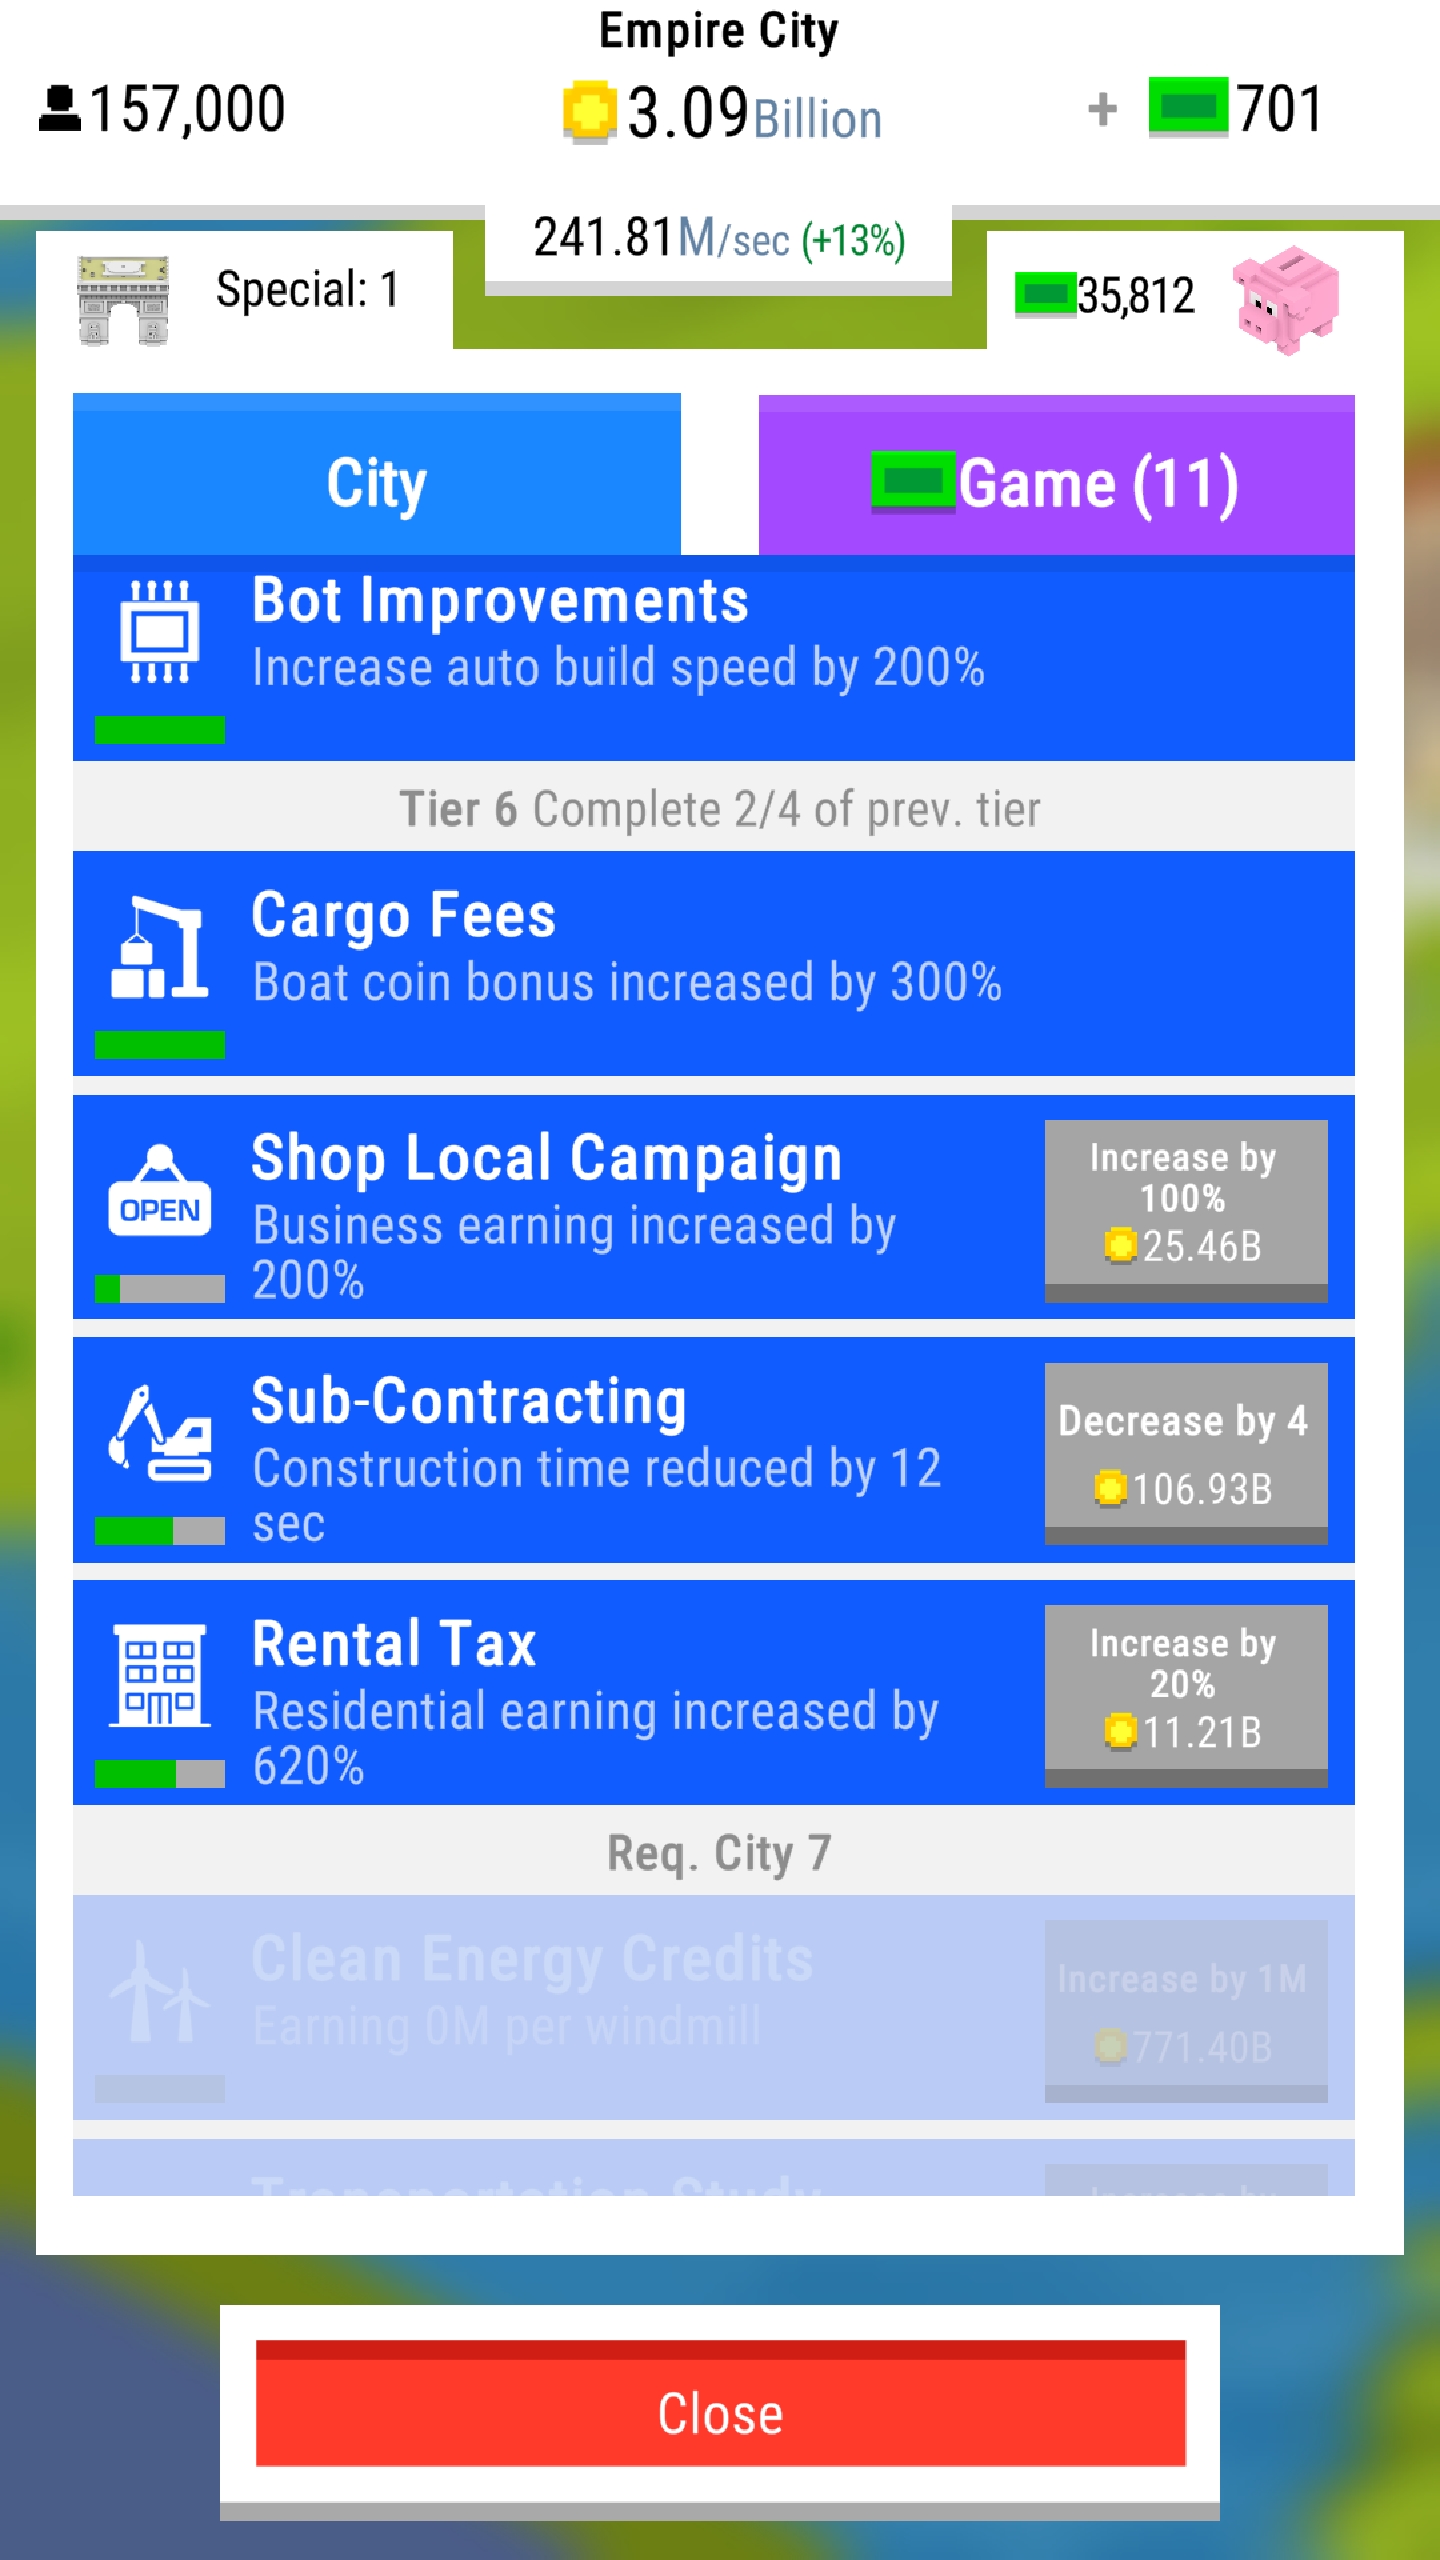 Empire City
157,000
3.09Billion
+ 701
241.81M/sec (+13%)
Special: 1
35,812
City
Game (11)
Bot Improvements
Increase auto build speed by 200%
Tier 6 Complete 2/4 of prev. tier
Cargo Fees
Boat coin bonus increased by 300%
OPEN
Shop Local Campaign
Business earning increased by
200%
Increase by
100%
25.46B
Sub-Contracting
Construction time reduced by 12
sec
Decrease by 4
106.93B
Rental Tax
Residential earning increased by
620%
Increase by
20%
11.21B
Req. City 7
Clean Energy Credits
Earning 0M per windmill
Increase by 1M
771.40B
Transportation Study
Increase by
Close